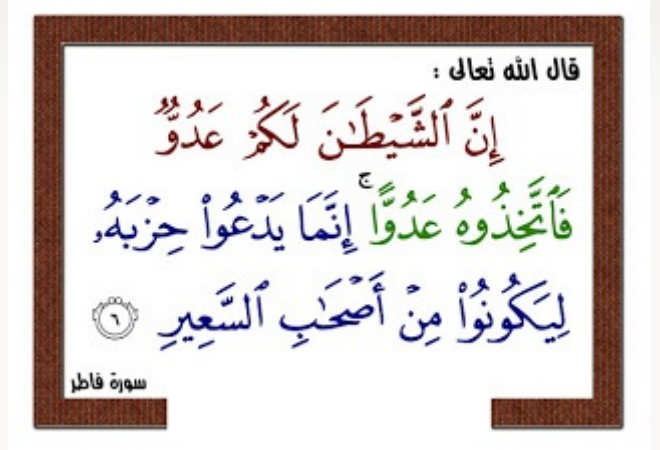 قال الله تعالى :
إِنَّ ٱلشَّيْطَٰنَ لَكُمْ عَدُوٌّ
فَٱتَّخِذُوهُ عَدُوًّا ۚ إِنَّمَا يَدْعُوا۟ حِزْبَهُۥ
لِيَكُونُوا۟ مِنْ أَصْحَٰبِ ٱلسَّعِيرِ ٦
سورة فاطر